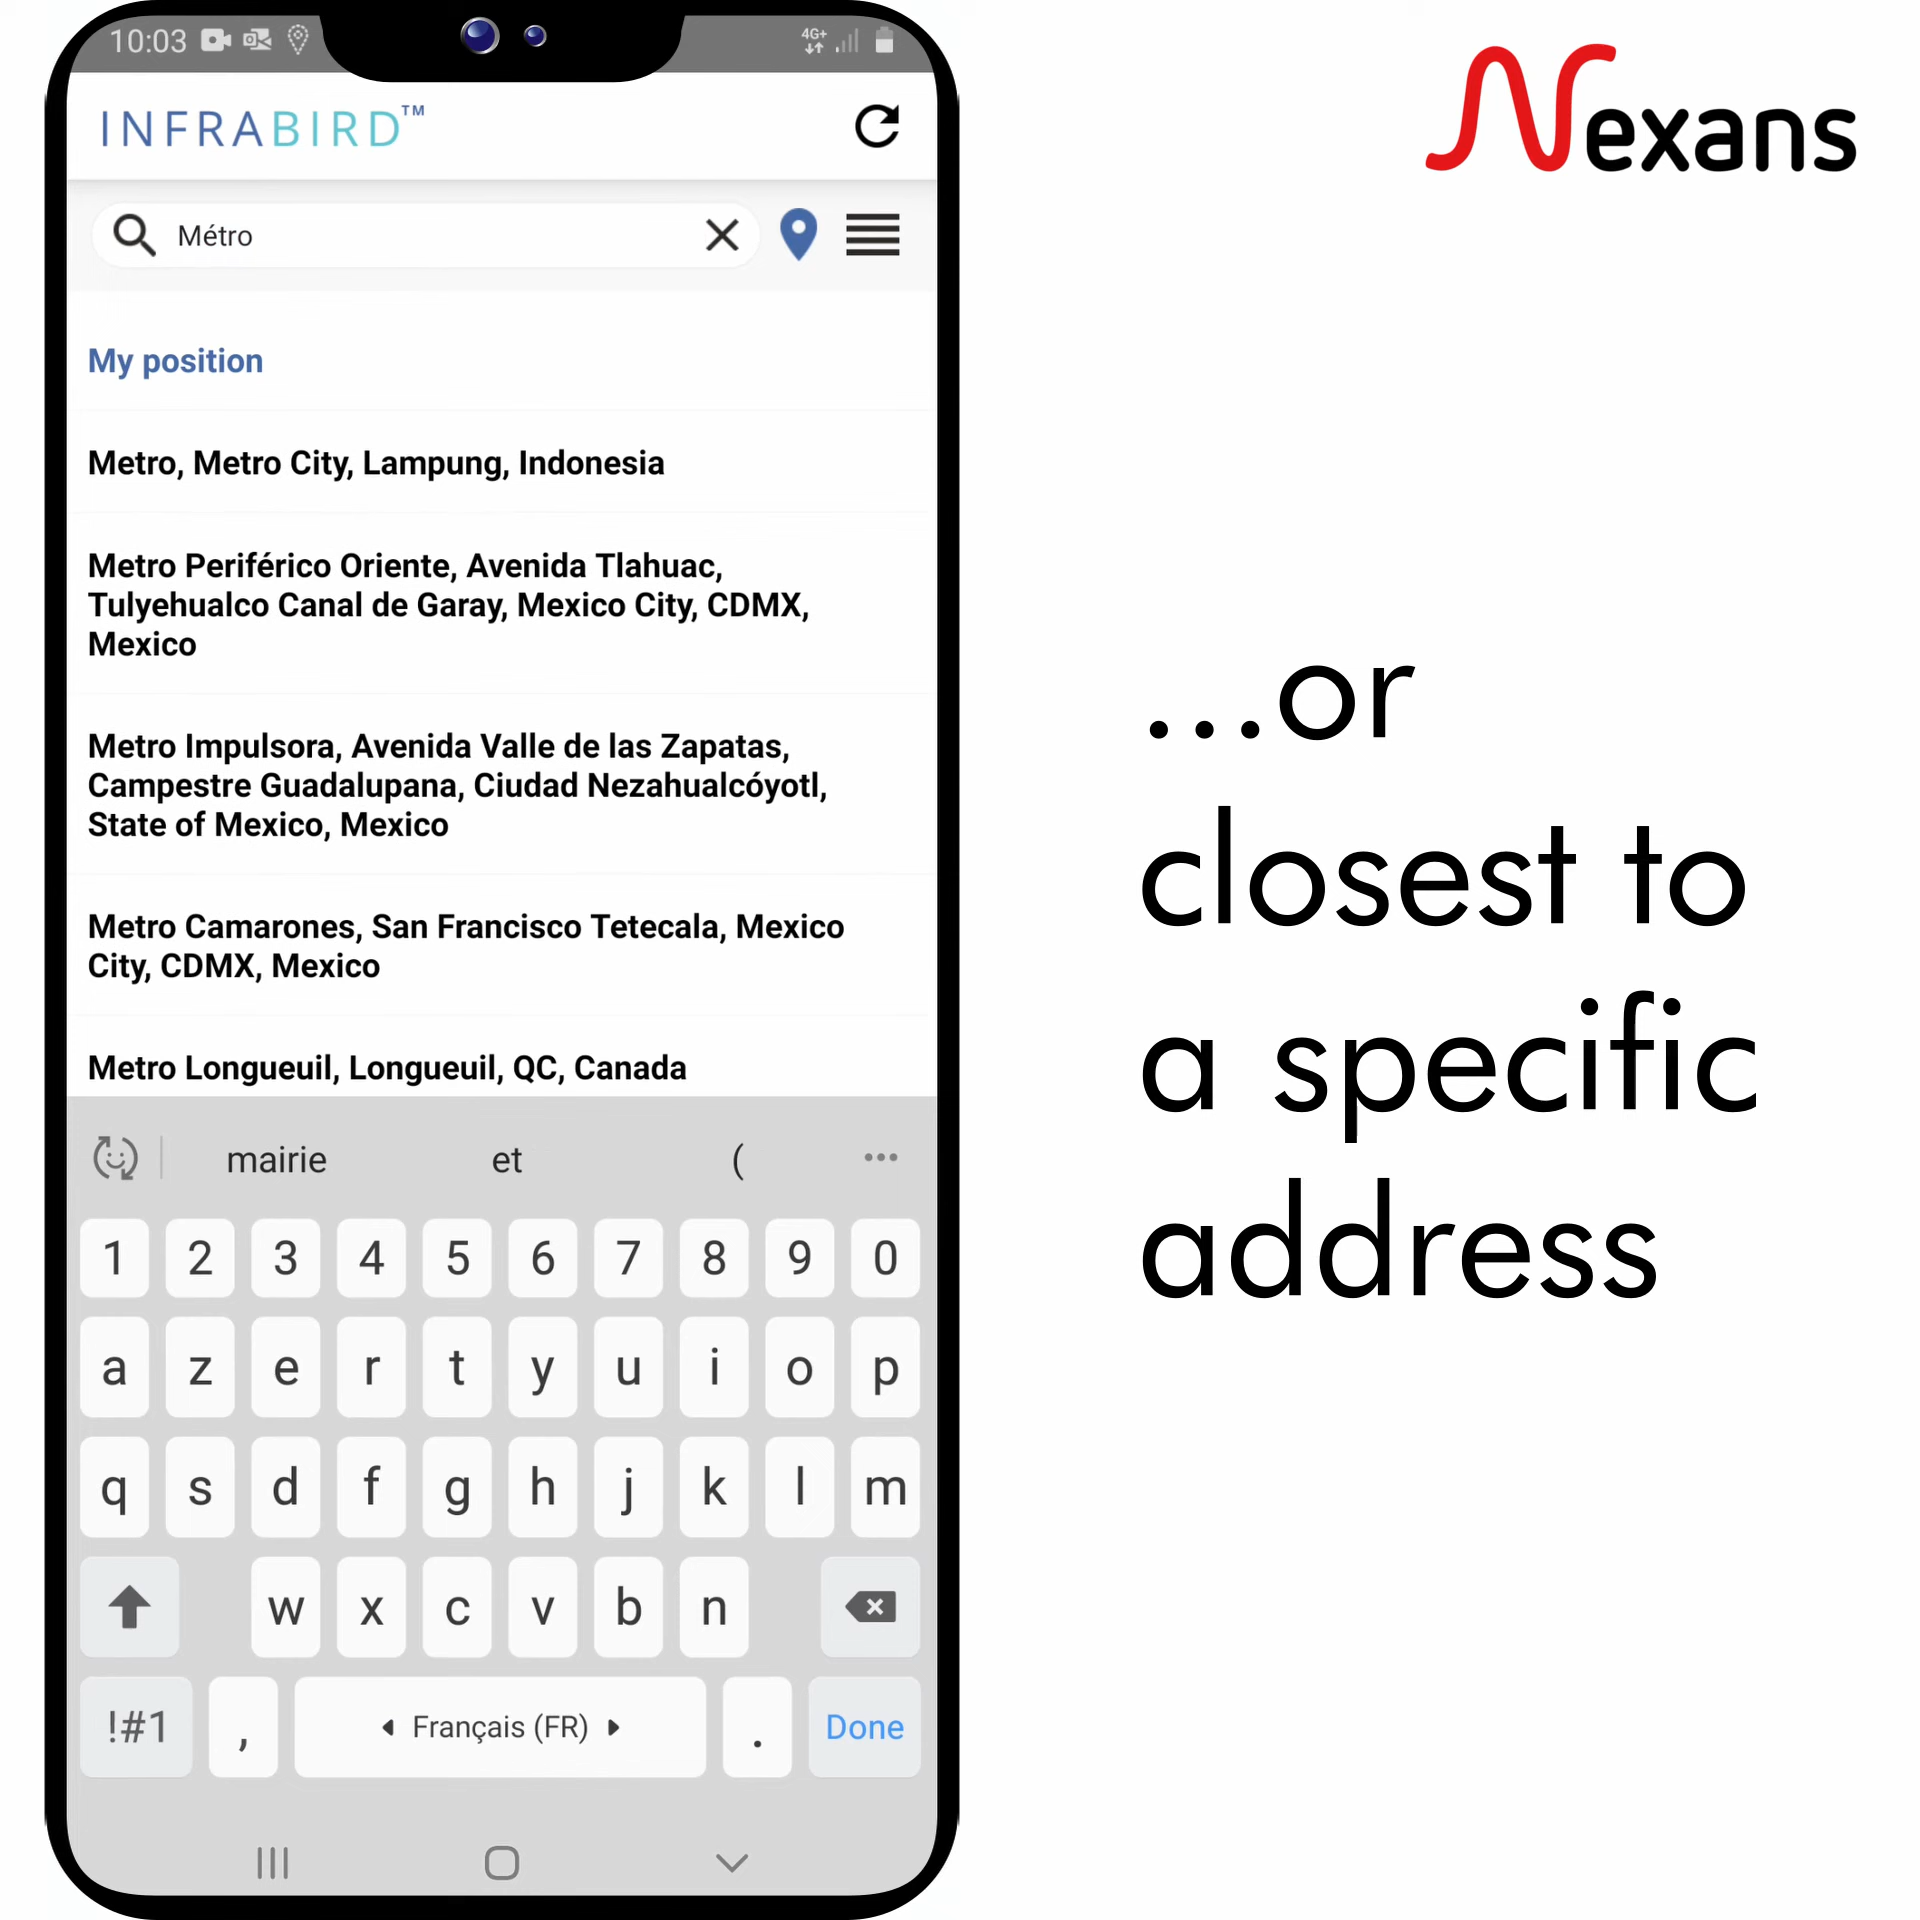 10:03
4G+
INFRABIRD™
Nexans
Métro
My position
Metro, Metro City, Lampung, Indonesia
Metro Periférico Oriente, Avenida Tlahuac,
Tulyehualco Canal de Garay, Mexico City, CDMX,
Mexico
Metro Impulsora, Avenida Valle de las Zapatas,
Campestre Guadalupana, Ciudad Nezahualcóyotl,
State of Mexico, Mexico
Metro Camarones, San Francisco Tetecala, Mexico
City, CDMX, Mexico
Metro Longueuil, Longueuil, QC, Canada
mairie et (
1 2 3 4 5 6 7 8 9 0
a z e r t y u i o p
q s d f g h j k l m
w x c v b n
!#1 , Français (FR) . Done
...or
closest to
a specific
address